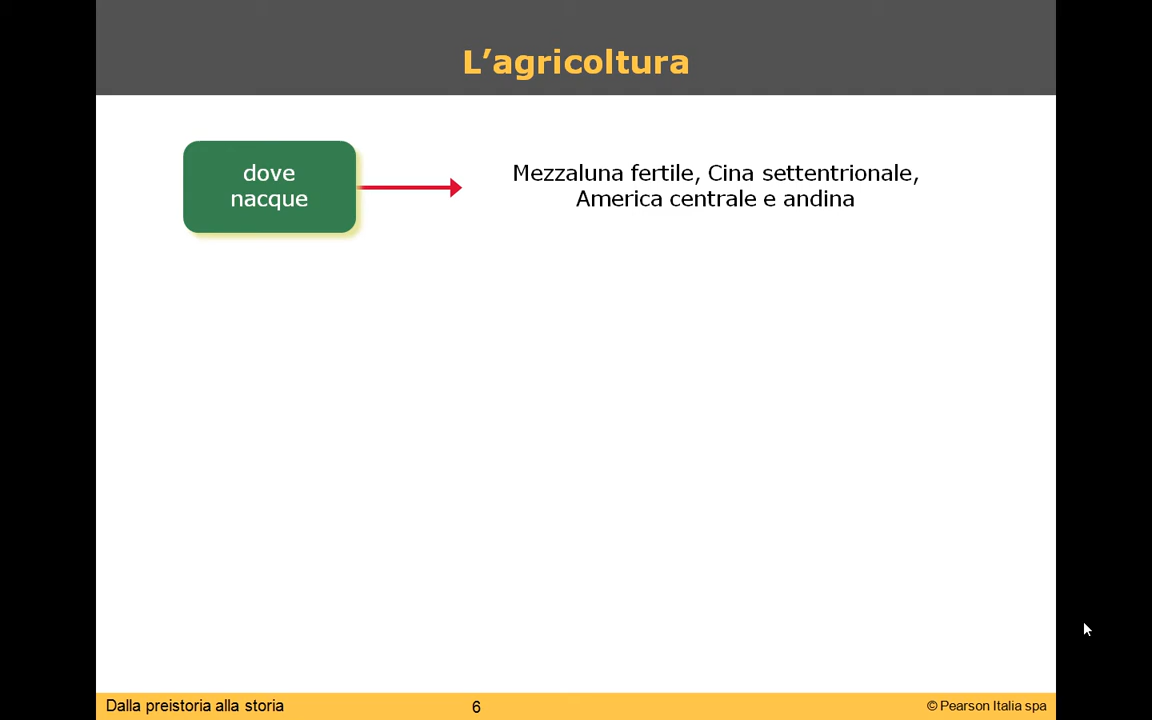 L’agricoltura
dove
nacque
Mezzaluna fertile, Cina settentrionale,
America centrale e andina
Dalla preistoria alla storia
6
© Pearson Italia spa